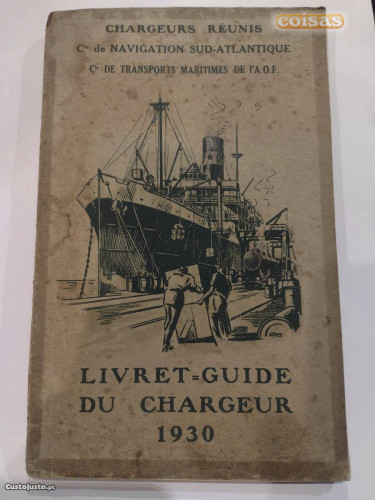 coisas
CHARGEURS RÉUNIS
Cie de NAVIGATION SUD-ATLANTIQUE
Cie DE TRANSPORTS MARITIMES DE l'A.O.F.
LIVRET=GUIDE
DU CHARGEUR
1930
©Custojusto.pt